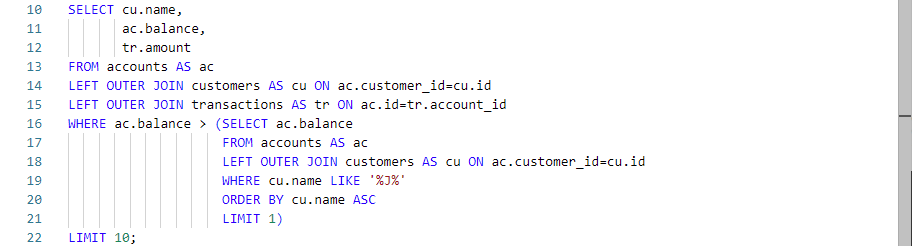 10 SELECT cu.name,
11 ac.balance,
12 tr.amount
13 FROM accounts AS ac
14 LEFT OUTER JOIN customers AS cu ON ac.customer_id=cu.id
15 LEFT OUTER JOIN transactions AS tr ON ac.id=tr.account_id
16 WHERE ac.balance > (SELECT ac.balance
17 FROM accounts AS ac
18 LEFT OUTER JOIN customers AS cu ON ac.customer_id=cu.id
19 WHERE cu.name LIKE '%J%'
20 ORDER BY cu.name ASC
21 LIMIT 1)
22 LIMIT 10;